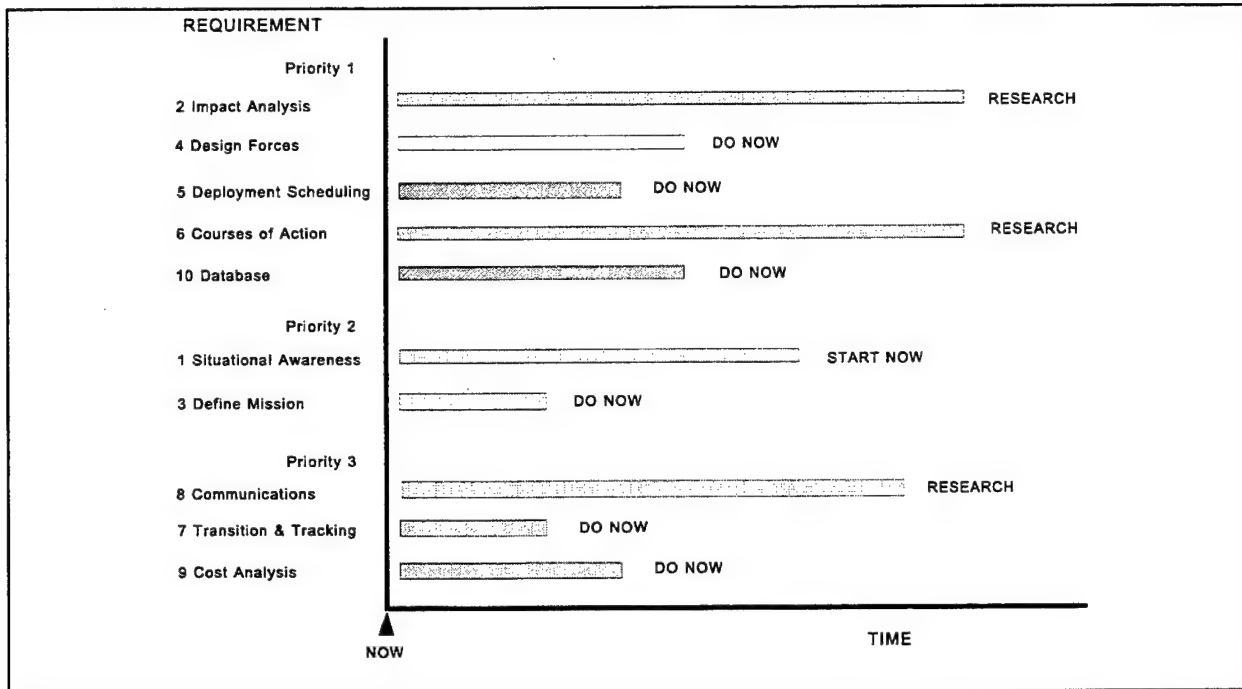 REQUIREMENT
Priority 1
2 Impact Analysis RESEARCH
4 Design Forces DO NOW
5 Deployment Scheduling DO NOW
6 Courses of Action RESEARCH
10 Database DO NOW
Priority 2
1 Situational Awareness START NOW
3 Define Mission DO NOW
Priority 3
8 Communications RESEARCH
7 Transition & Tracking DO NOW
9 Cost Analysis DO NOW
TIME
NOW